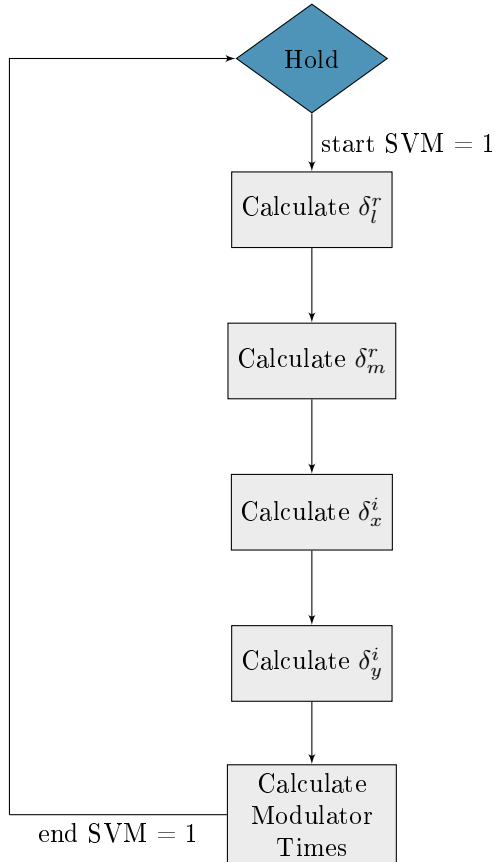 Hold
start SVM = 1
Calculate δ_l^r
Calculate δ_m^r
Calculate δ_x^i
Calculate δ_y^i
Calculate
Modulator
Times
end SVM = 1